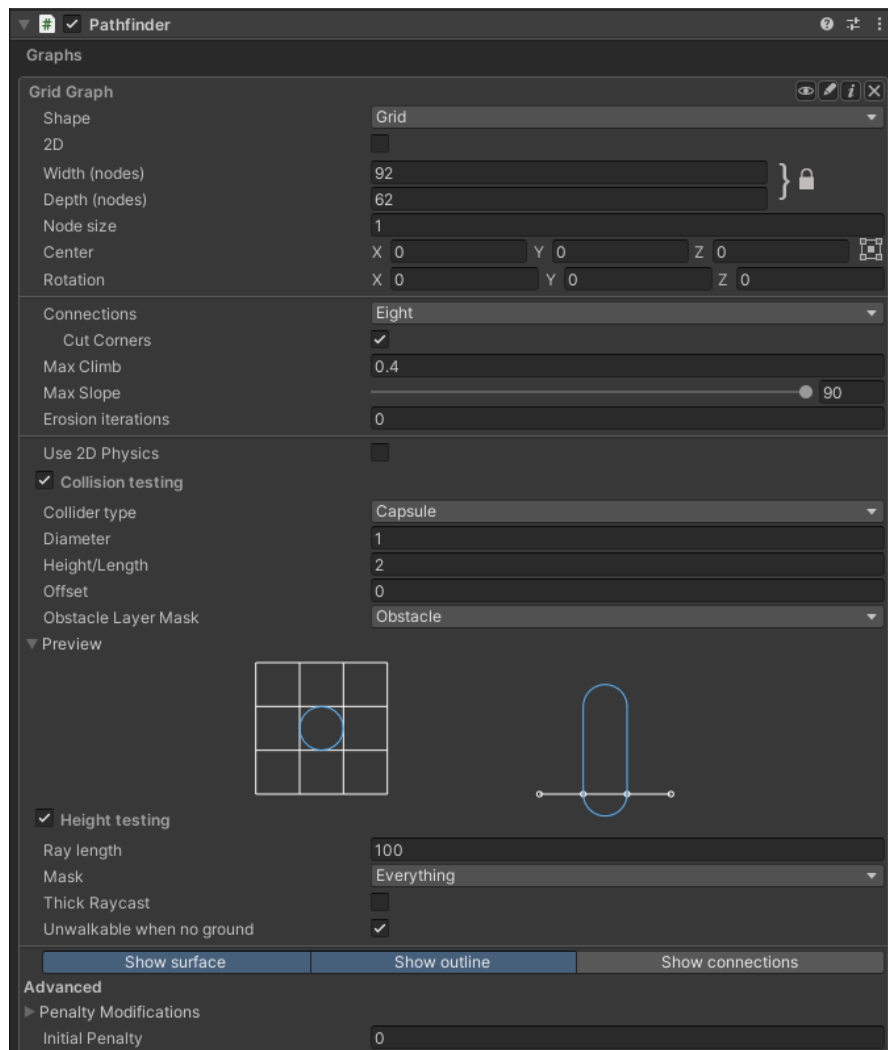 Pathfinder
Graphs
Grid Graph
Shape Grid
2D
Width (nodes) 92
Depth (nodes) 62
Node size 1
Center X 0 Y 0 Z 0
Rotation X 0 Y 0 Z 0
Connections Eight
Cut Corners
Max Climb 0.4
Max Slope 90
Erosion iterations 0
Use 2D Physics
Collision testing
Collider type Capsule
Diameter 1
Height/Length 2
Offset 0
Obstacle Layer Mask Obstacle
Preview
Height testing
Ray length 100
Mask Everything
Thick Raycast
Unwalkable when no ground
Show surface Show outline Show connections
Advanced
Penalty Modifications
Initial Penalty 0